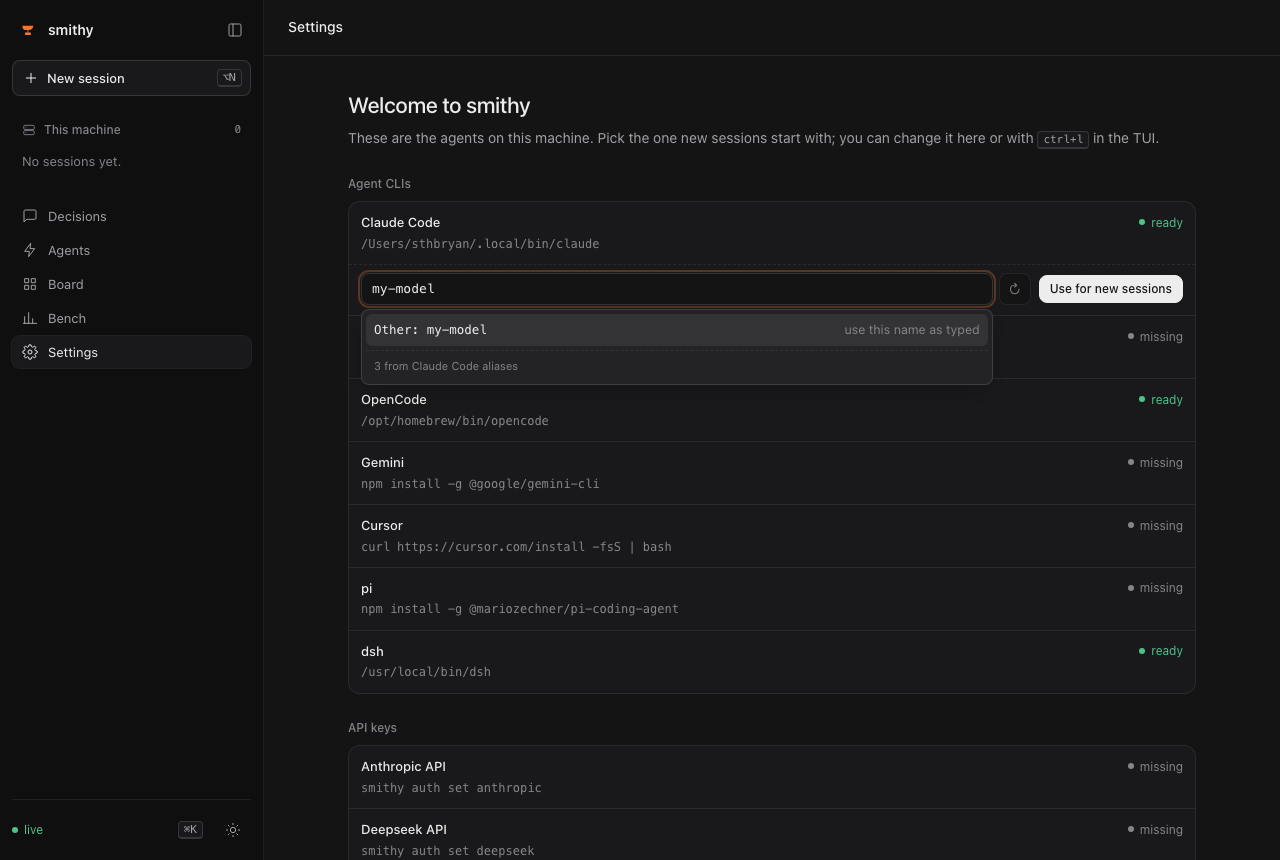 smithy
New session ⌥N
This machine 0
No sessions yet.
Decisions
Agents
Board
Bench
Settings
live ⌘K
Settings
Welcome to smithy
These are the agents on this machine. Pick the one new sessions start with; you can change it here or with ctrl+l in the TUI.
Agent CLIs
Claude Code ready
/Users/sthbryan/.local/bin/claude
my-model Use for new sessions
Other: my-model use this name as typed
missing
3 from Claude Code aliases
OpenCode ready
/opt/homebrew/bin/opencode
Gemini missing
npm install -g @google/gemini-cli
Cursor missing
curl https://cursor.com/install -fsS | bash
pi missing
npm install -g @mariozechner/pi-coding-agent
dsh ready
/usr/local/bin/dsh
API keys
Anthropic API missing
smithy auth set anthropic
Deepseek API missing
smithy auth set deepseek